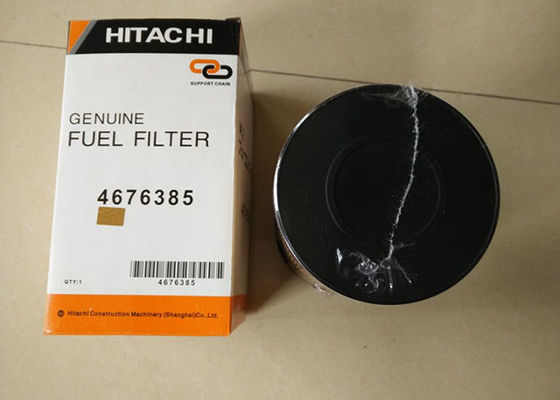 HITACHI
SUPPORT CHAIN
GENUINE
FUEL FILTER
4676385
QTY:1
4676385
Hitachi Construction Machinery (Shanghai)Co., Ltd